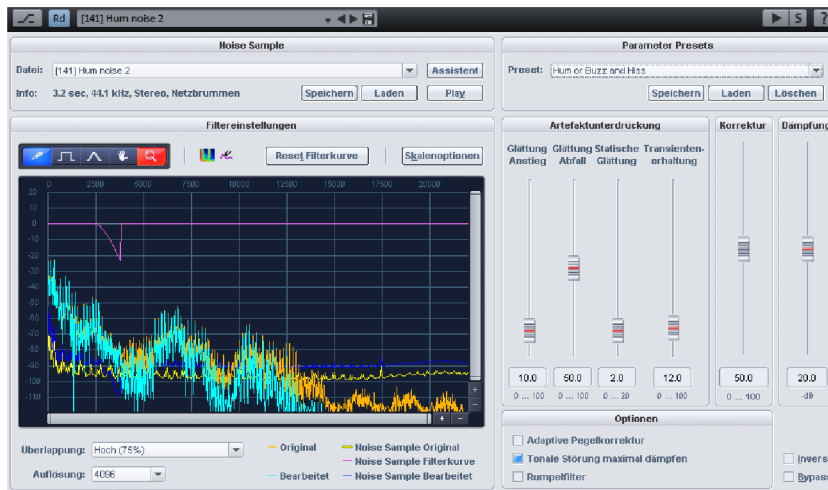 Rd [141] Hum noise 2 S ?
Noise Sample
Datei: [141] Hum noise 2 Assistent
Info: 3.2 sec, 44.1 kHz, Stereo, Netzbrummen Speichern Laden Play
Parameter Presets
Preset: Hum or Buzz and Hiss
Speichern Laden Löschen
Filtereinstellungen
Reset Filterkurve Skalenoptionen
0 2500 5000 7500 10000 12500 15000 17500 20000
20
10
0
-10
-20
-30
-40
-50
-60
-70
-80
-90
-100
-110
Überlappung: Hoch (75%)
Auflösung: 4096
Original
Bearbeitet
Noise Sample Original
Noise Sample Filterkurve
Noise Sample Bearbeitet
Artefaktunterdrückung
Glättung Glättung Statische Transienten-
Anstieg Abfall Glättung erhaltung
10.0 50.0 2.0 12.0
0 ... 100 0 ... 100 0 ... 20 0 ... 100
Korrektur
50.0
0 ... 100
Dämpfung
20.0
-dB
Optionen
Adaptive Pegelkorrektur
Tonale Störung maximal dämpfen
Rumpelfilter
Invers
Bypass